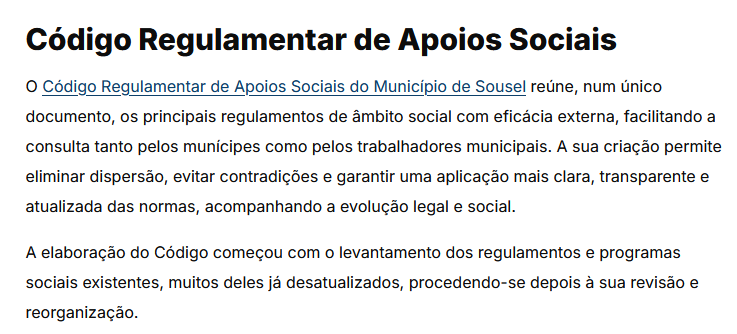 Código Regulamentar de Apoios Sociais
O Código Regulamentar de Apoios Sociais do Município de Sousel reúne, num único
documento, os principais regulamentos de âmbito social com eficácia externa, facilitando a
consulta tanto pelos munícipes como pelos trabalhadores municipais. A sua criação permite
eliminar dispersão, evitar contradições e garantir uma aplicação mais clara, transparente e
atualizada das normas, acompanhando a evolução legal e social.
A elaboração do Código começou com o levantamento dos regulamentos e programas
sociais existentes, muitos deles já desatualizados, procedendo-se depois à sua revisão e
reorganização.